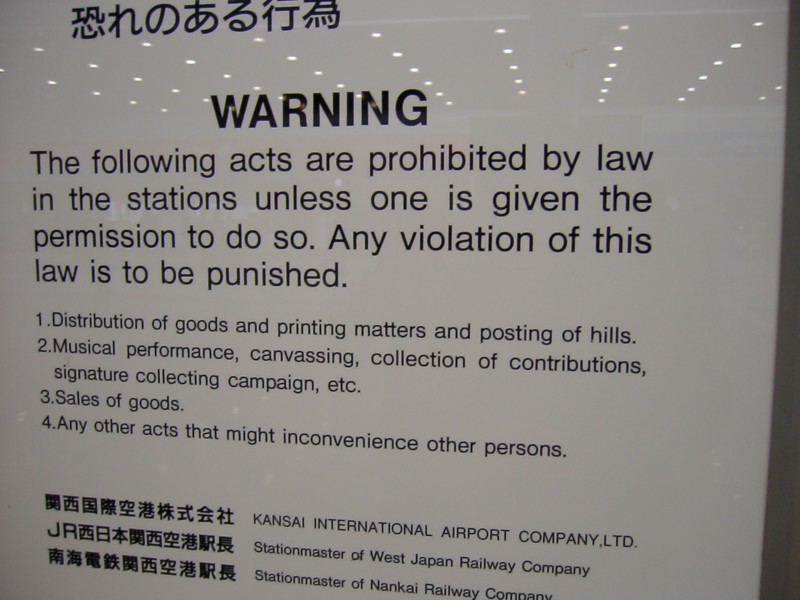 恐れのある行為
WARNING
The following acts are prohibited by law
in the stations unless one is given the
permission to do so. Any violation of this
law is to be punished.
1.Distribution of goods and printing matters and posting of hills.
2.Musical performance, canvassing, collection of contributions,
signature collecting campaign, etc.
3.Sales of goods.
4.Any other acts that might inconvenience other persons.
関西国際空港株式会社 KANSAI INTERNATIONAL AIRPORT COMPANY,LTD.
JR西日本関西空港駅長 Stationmaster of West Japan Railway Company
南海電鉄関西空港駅長 Stationmaster of Nankai Railway Company